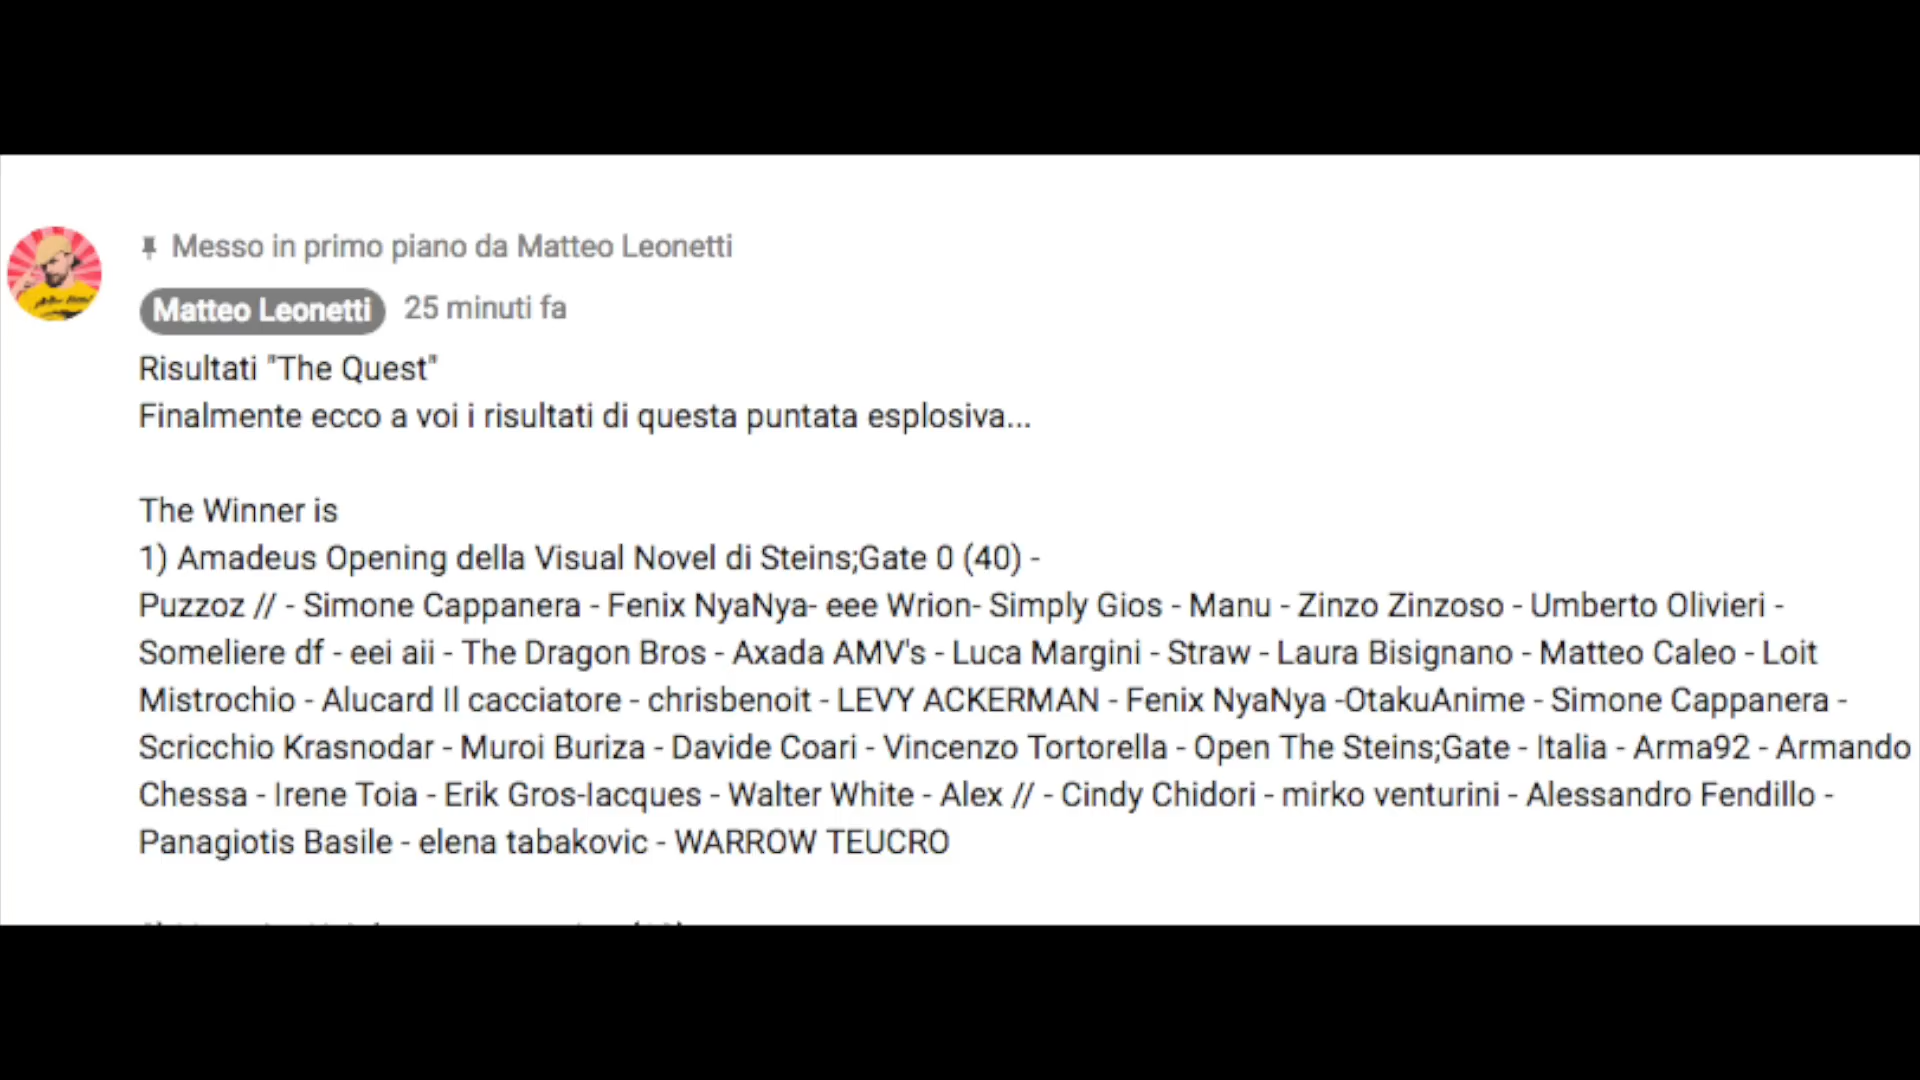 Messo in primo piano da Matteo Leonetti
Matteo Leonetti 25 minuti fa
Risultati "The Quest"
Finalmente ecco a voi i risultati di questa puntata esplosiva...
The Winner is
1) Amadeus Opening della Visual Novel di Steins;Gate 0 (40) -
Puzzoz // - Simone Cappanera - Fenix NyaNya- eee Wrion- Simply Gios - Manu - Zinzo Zinzoso - Umberto Olivieri -
Someliere df - eei aii - The Dragon Bros - Axada AMV's - Luca Margini - Straw - Laura Bisignano - Matteo Caleo - Loit
Mistrochio - Alucard Il cacciatore - chrisbenoit - LEVY ACKERMAN - Fenix NyaNya -OtakuAnime - Simone Cappanera -
Scricchio Krasnodar - Muroi Buriza - Davide Coari - Vincenzo Tortorella - Open The Steins;Gate - Italia - Arma92 - Armando
Chessa - Irene Toia - Erik Gros-Iacques - Walter White - Alex // - Cindy Chidori - mirko venturini - Alessandro Fendillo -
Panagiotis Basile - elena tabakovic - WARROW TEUCRO